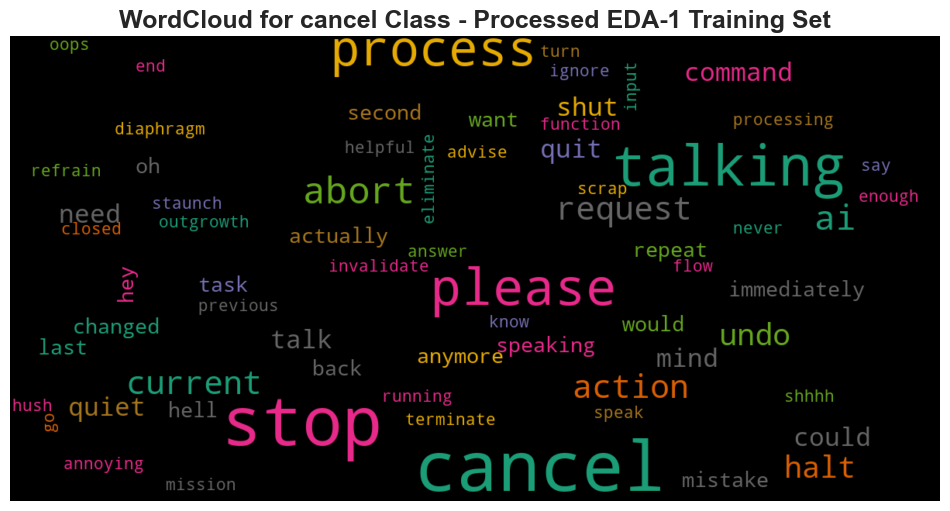 WordCloud for cancel Class - Processed EDA-1 Training Set
oops
process
turn
end
ignore
input
command
second
shut
want
function
processing
diaphragm
helpful
eliminate
advise
quit
talking
say
refrain
oh
abort
scrap
enough
staunch
need
outgrowth
request
ai
closed
actually
answer
repeat
never
hey
invalidate
flow
task
please
immediately
previous
changed
know
would
undo
last
talk
speaking
anymore
mind
back
current
action
running
shhhh
hush
go
quiet
hell
stop
terminate
speak
could
annoying
cancel
halt
mission
mistake